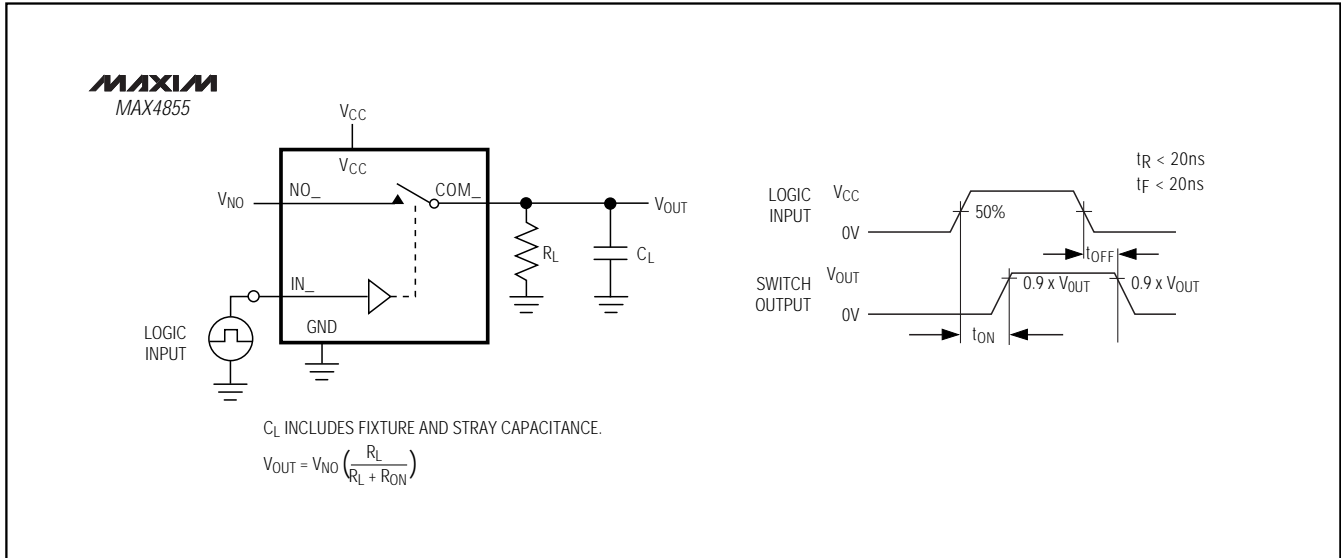 MAXIM
MAX4855
VCC
VCC
VNO
NO_
COM_
VOUT
RL
CL
IN_
LOGIC
INPUT
GND
CL INCLUDES FIXTURE AND STRAY CAPACITANCE.
VOUT = VNO (RL / RL + RON)
tR < 20ns
tF < 20ns
LOGIC
INPUT
VCC
50%
0V
tOFF
SWITCH
OUTPUT
VOUT
0.9 x VOUT
0.9 x VOUT
0V
tON